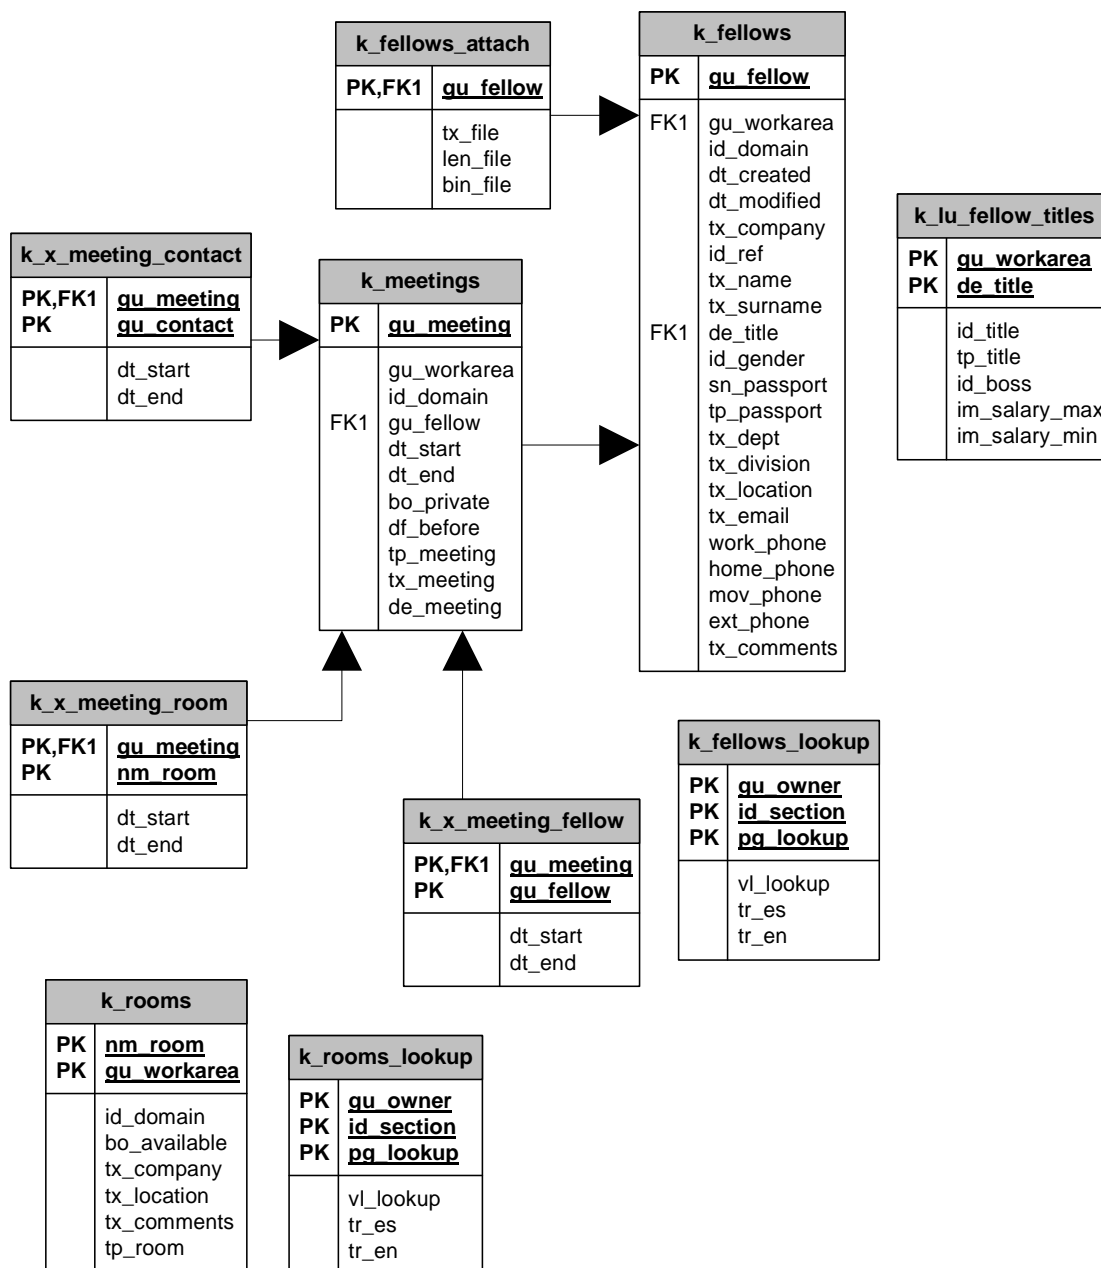 k_fellows_attach
PK,FK1 gu_fellow
tx_file
len_file
bin_file
k_fellows
PK gu_fellow
FK1 gu_workarea
id_domain
dt_created
dt_modified
tx_company
id_ref
tx_name
tx_surname
FK1 de_title
id_gender
sn_passport
tp_passport
tx_dept
tx_division
tx_location
tx_email
work_phone
home_phone
mov_phone
ext_phone
tx_comments
k_lu_fellow_titles
PK gu_workarea
PK de_title
id_title
tp_title
id_boss
im_salary_max
im_salary_min
k_x_meeting_contact
PK,FK1 gu_meeting
PK gu_contact
dt_start
dt_end
k_meetings
PK gu_meeting
gu_workarea
id_domain
FK1 gu_fellow
dt_start
dt_end
bo_private
df_before
tp_meeting
tx_meeting
de_meeting
k_x_meeting_room
PK,FK1 gu_meeting
PK nm_room
dt_start
dt_end
k_x_meeting_fellow
PK,FK1 gu_meeting
PK gu_fellow
dt_start
dt_end
k_fellows_lookup
PK gu_owner
PK id_section
PK pg_lookup
vl_lookup
tr_es
tr_en
k_rooms
PK nm_room
PK gu_workarea
id_domain
bo_available
tx_company
tx_location
tx_comments
tp_room
k_rooms_lookup
PK gu_owner
PK id_section
PK pg_lookup
vl_lookup
tr_es
tr_en